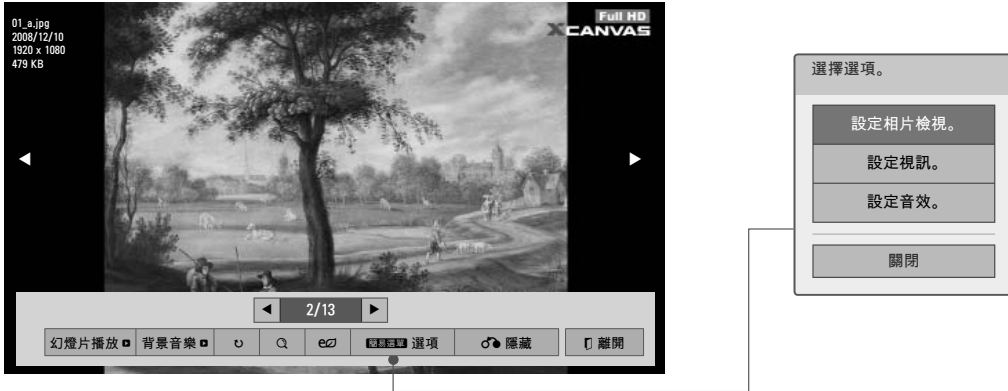 01_a.jpg
2008/12/10
1920 x 1080
479 KB
Full HD
XCANVAS
2/13
幻燈片播放 背景音樂 簡易選單 選項 隱藏 離開
選擇選項。
設定相片檢視。
設定視訊。
設定音效。
關閉